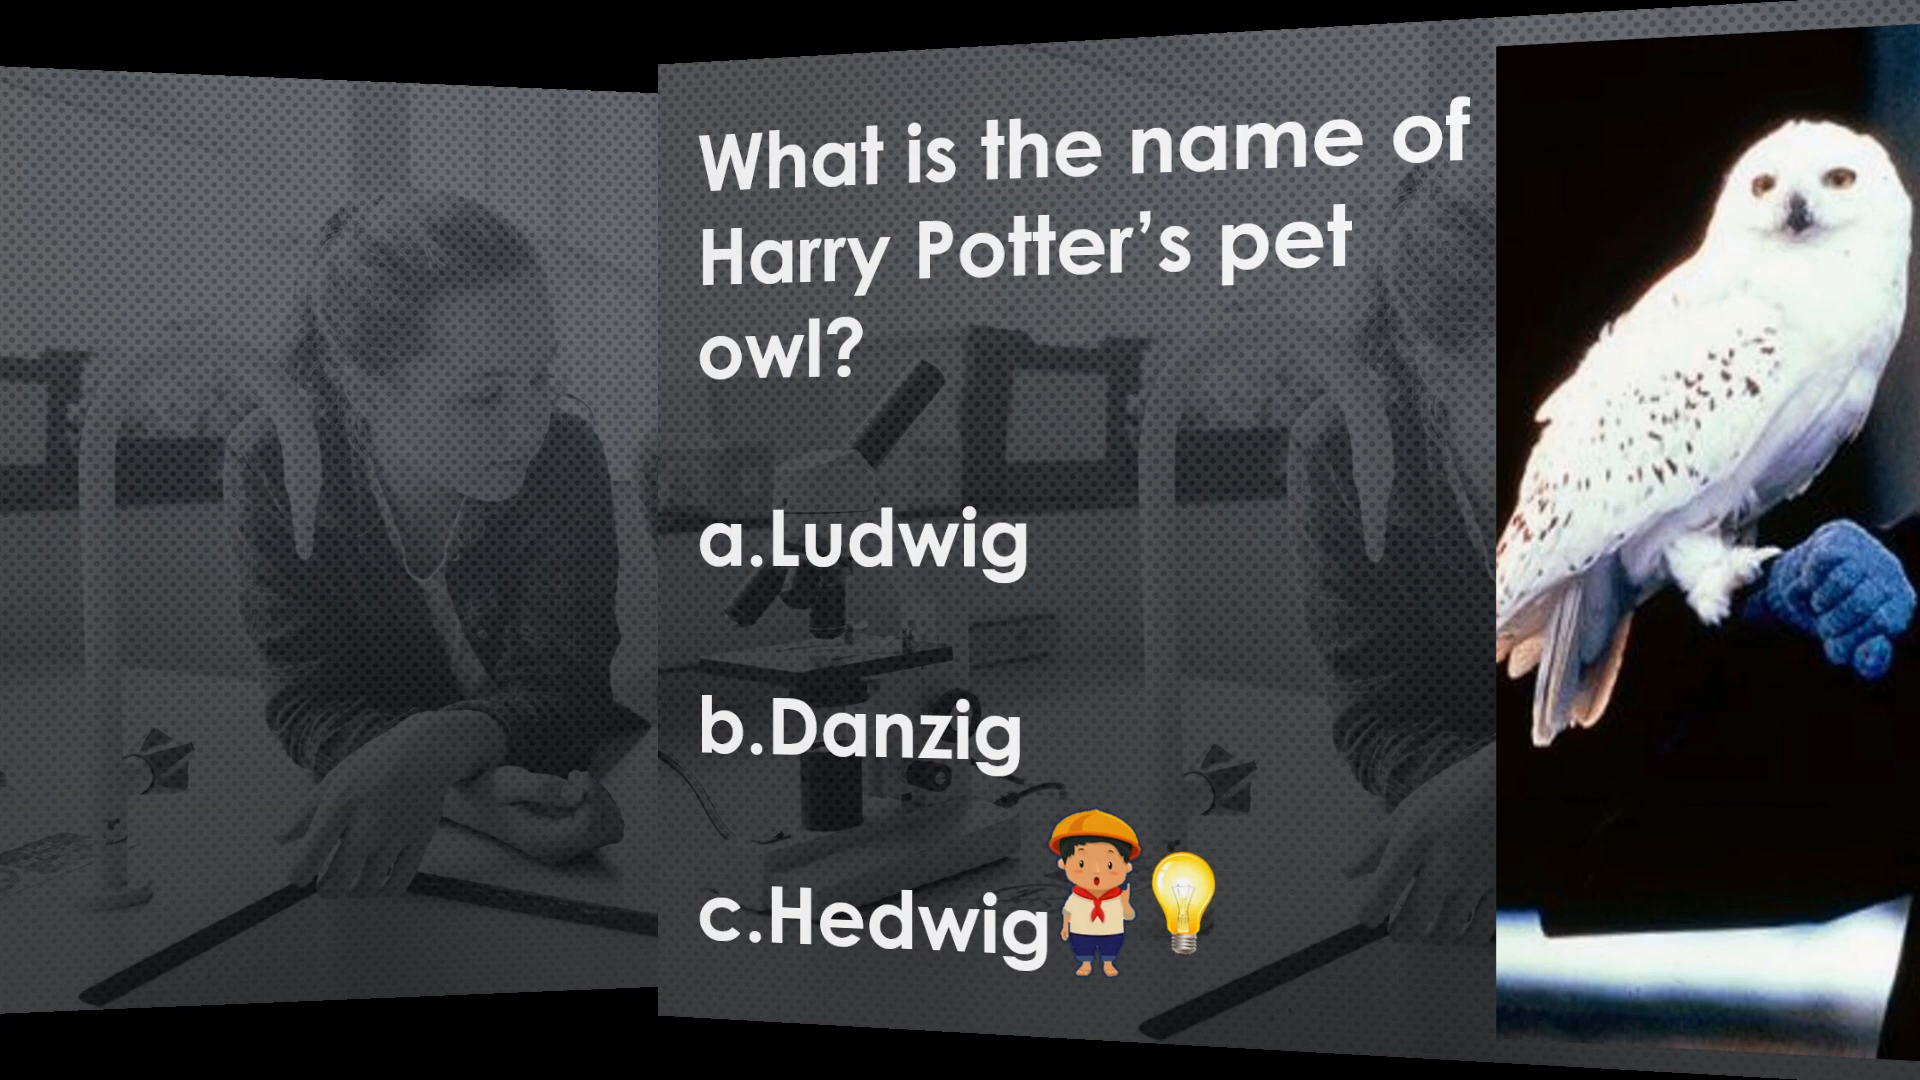 What is the name of
Harry Potter’s pet
owl?
a.Ludwig
b.Danzig
c.Hedwig